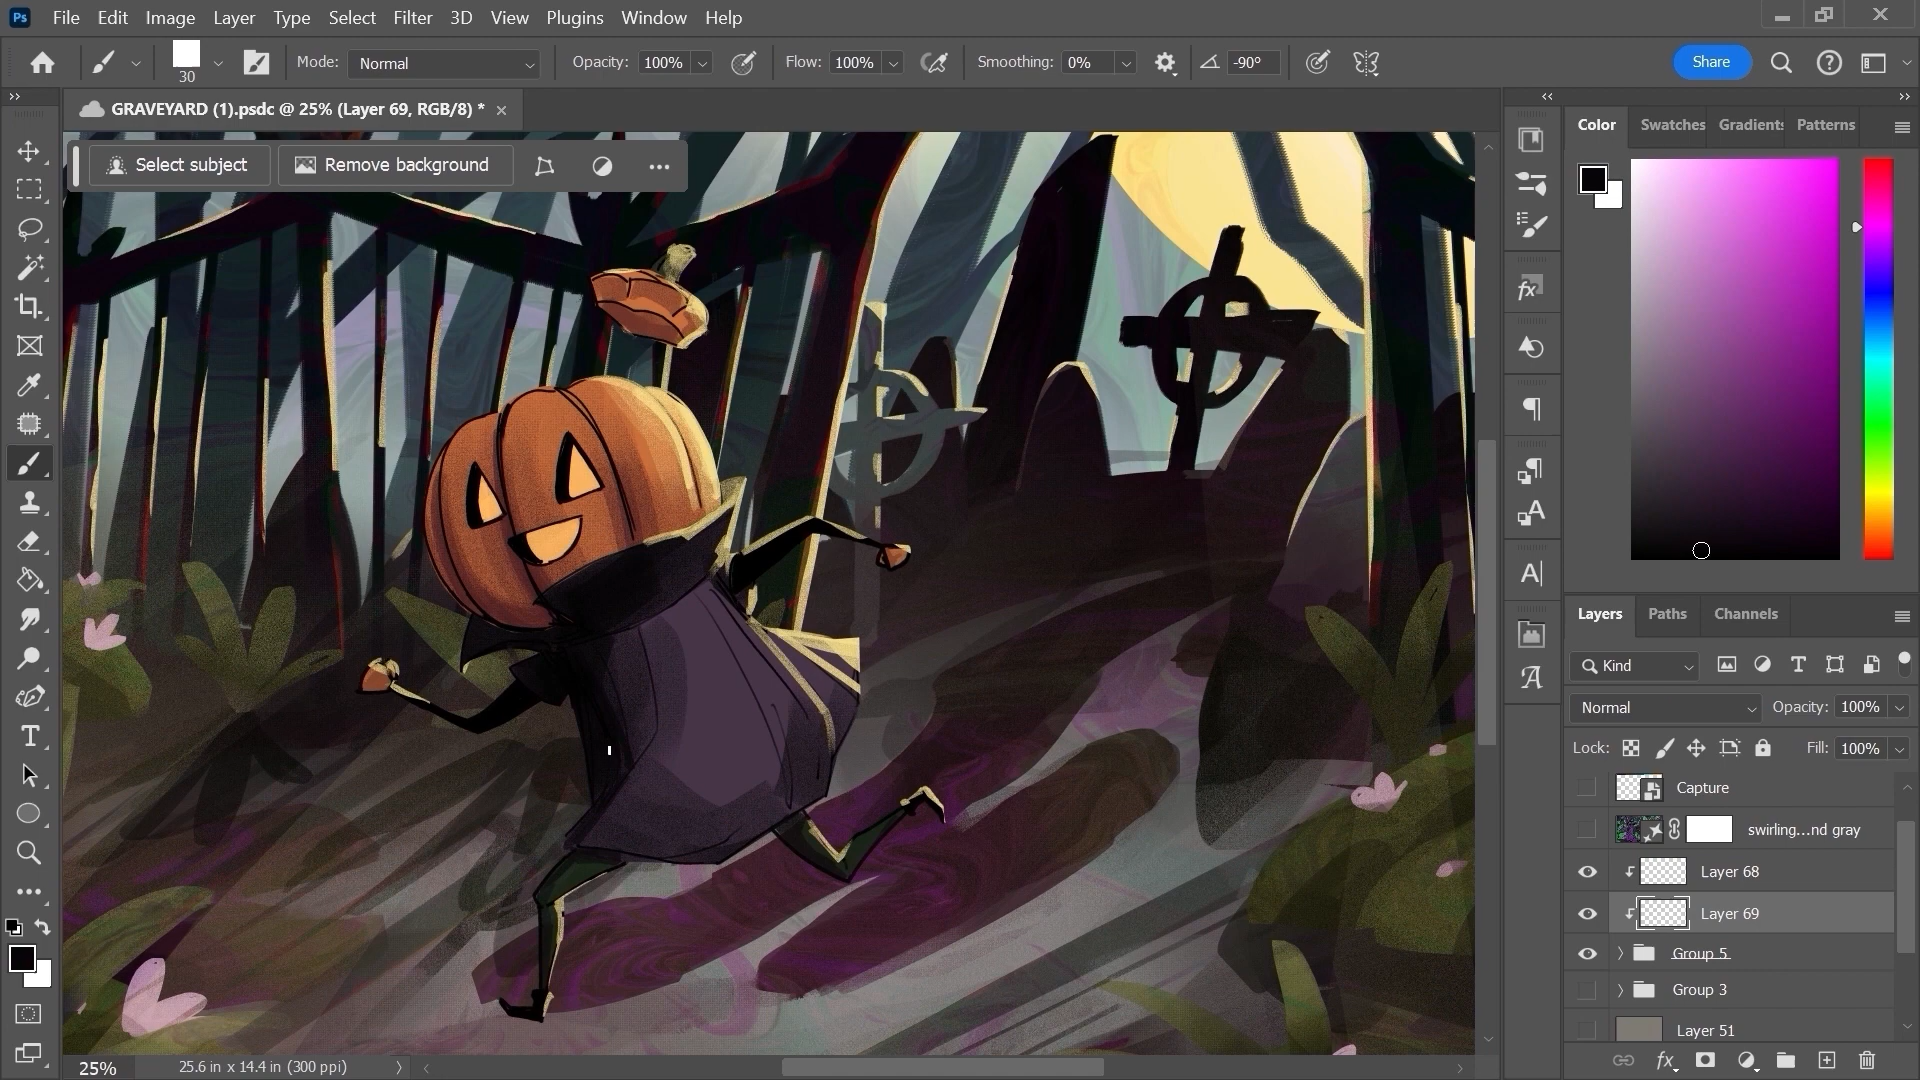 Ps File Edit Image Layer Type Select Filter 3D View Plugins Window Help
30 Mode: Normal Opacity: 100% Flow: 100% Smoothing: 0% -90° Share
GRAVEYARD (1).psdc @ 25% (Layer 69, RGB/8) *
Select subject Remove background
Color Swatches Gradients Patterns
Layers Paths Channels
Kind
Normal Opacity: 100%
Lock: Fill: 100%
Capture
swirling...nd gray
Layer 68
Layer 69
Group 5
Group 3
Layer 51
25% 25.6 in x 14.4 in (300 ppi)